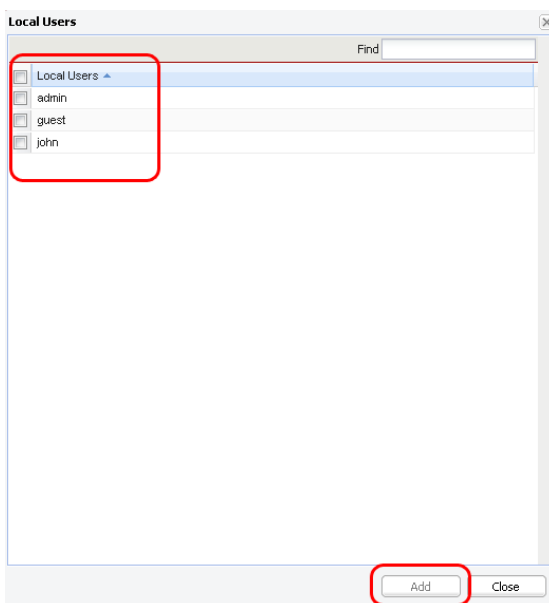 Local Users
Find
Local Users
admin
guest
john
Add Close